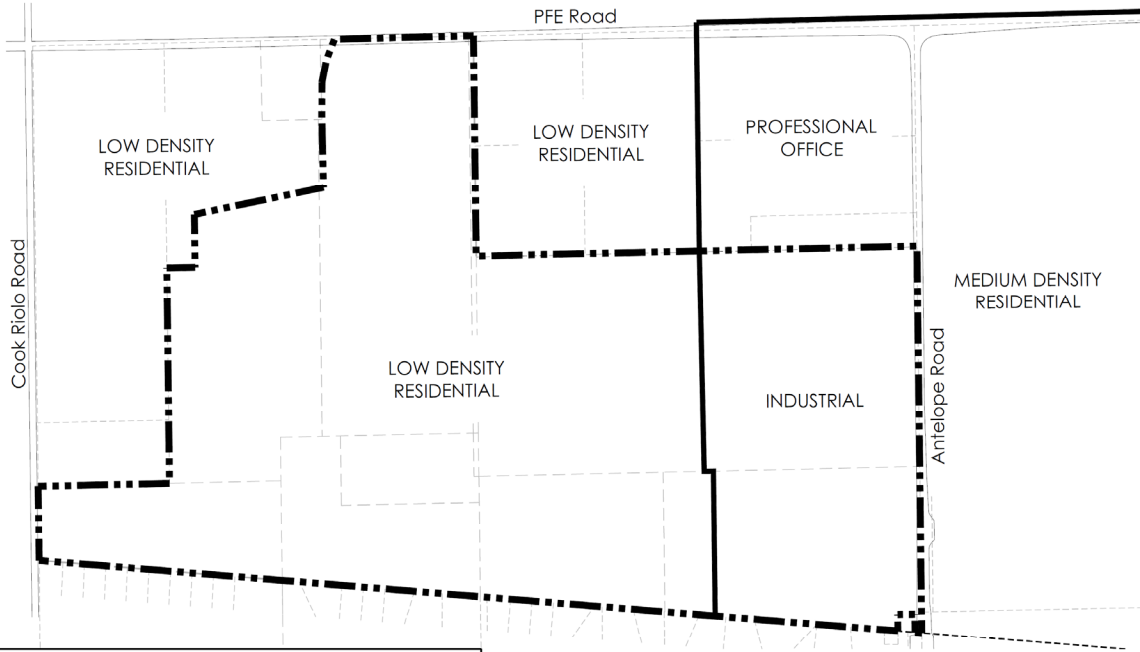 PFE Road
LOW DENSITY
RESIDENTIAL
LOW DENSITY
RESIDENTIAL
PROFESSIONAL
OFFICE
Cook Riolo Road
MEDIUM DENSITY
RESIDENTIAL
LOW DENSITY
RESIDENTIAL
INDUSTRIAL
Antelope Road